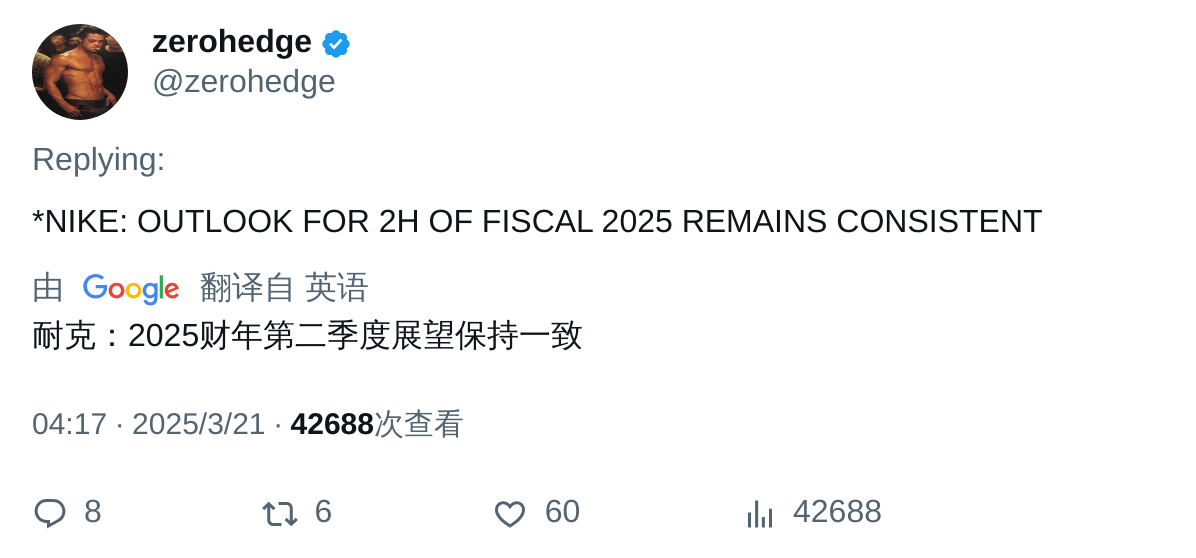 zerohedge
@zerohedge
Replying:
*NIKE: OUTLOOK FOR 2H OF FISCAL 2025 REMAINS CONSISTENT
由 Google 翻译自 英语
耐克：2025财年第二季度展望保持一致
04:17 · 2025/3/21 · 42688次查看
8 6 60 42688